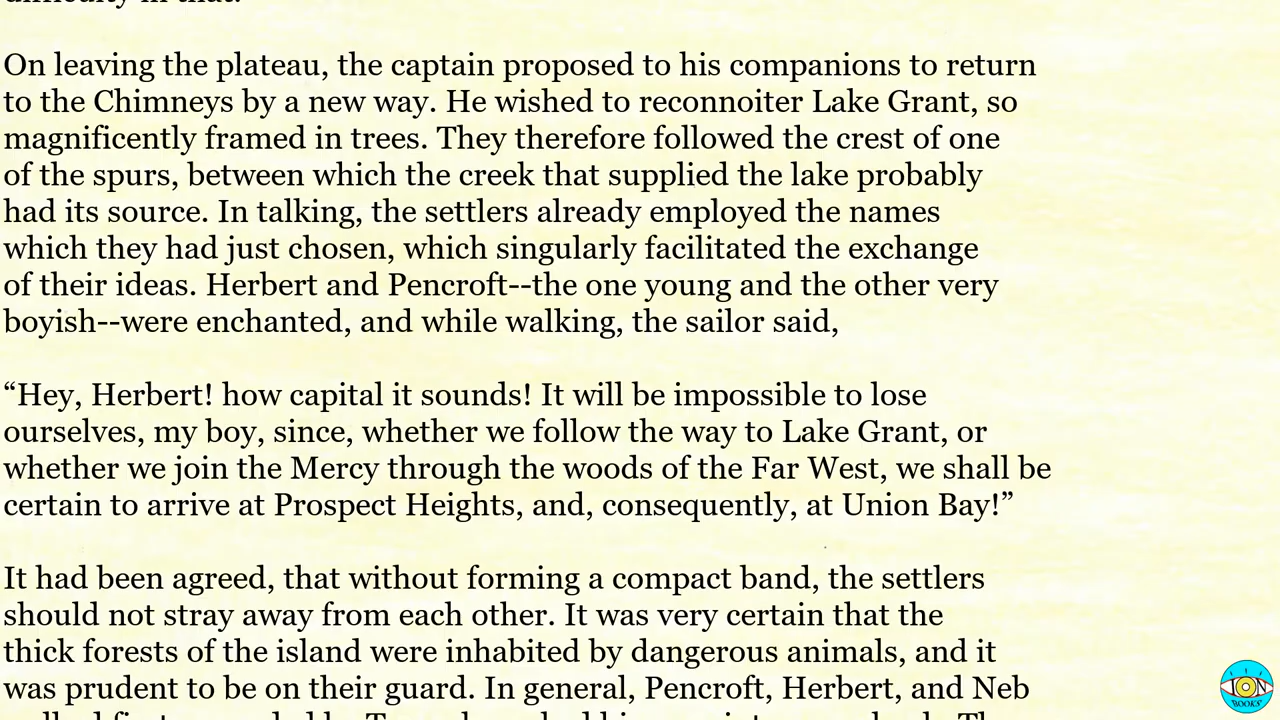 difficulty in that.
On leaving the plateau, the captain proposed to his companions to return
to the Chimneys by a new way. He wished to reconnoiter Lake Grant, so
magnificently framed in trees. They therefore followed the crest of one
of the spurs, between which the creek that supplied the lake probably
had its source. In talking, the settlers already employed the names
which they had just chosen, which singularly facilitated the exchange
of their ideas. Herbert and Pencroft--the one young and the other very
boyish--were enchanted, and while walking, the sailor said,
“Hey, Herbert! how capital it sounds! It will be impossible to lose
ourselves, my boy, since, whether we follow the way to Lake Grant, or
whether we join the Mercy through the woods of the Far West, we shall be
certain to arrive at Prospect Heights, and, consequently, at Union Bay!”
It had been agreed, that without forming a compact band, the settlers
should not stray away from each other. It was very certain that the
thick forests of the island were inhabited by dangerous animals, and it
was prudent to be on their guard. In general, Pencroft, Herbert, and Neb
ION
BOOKS